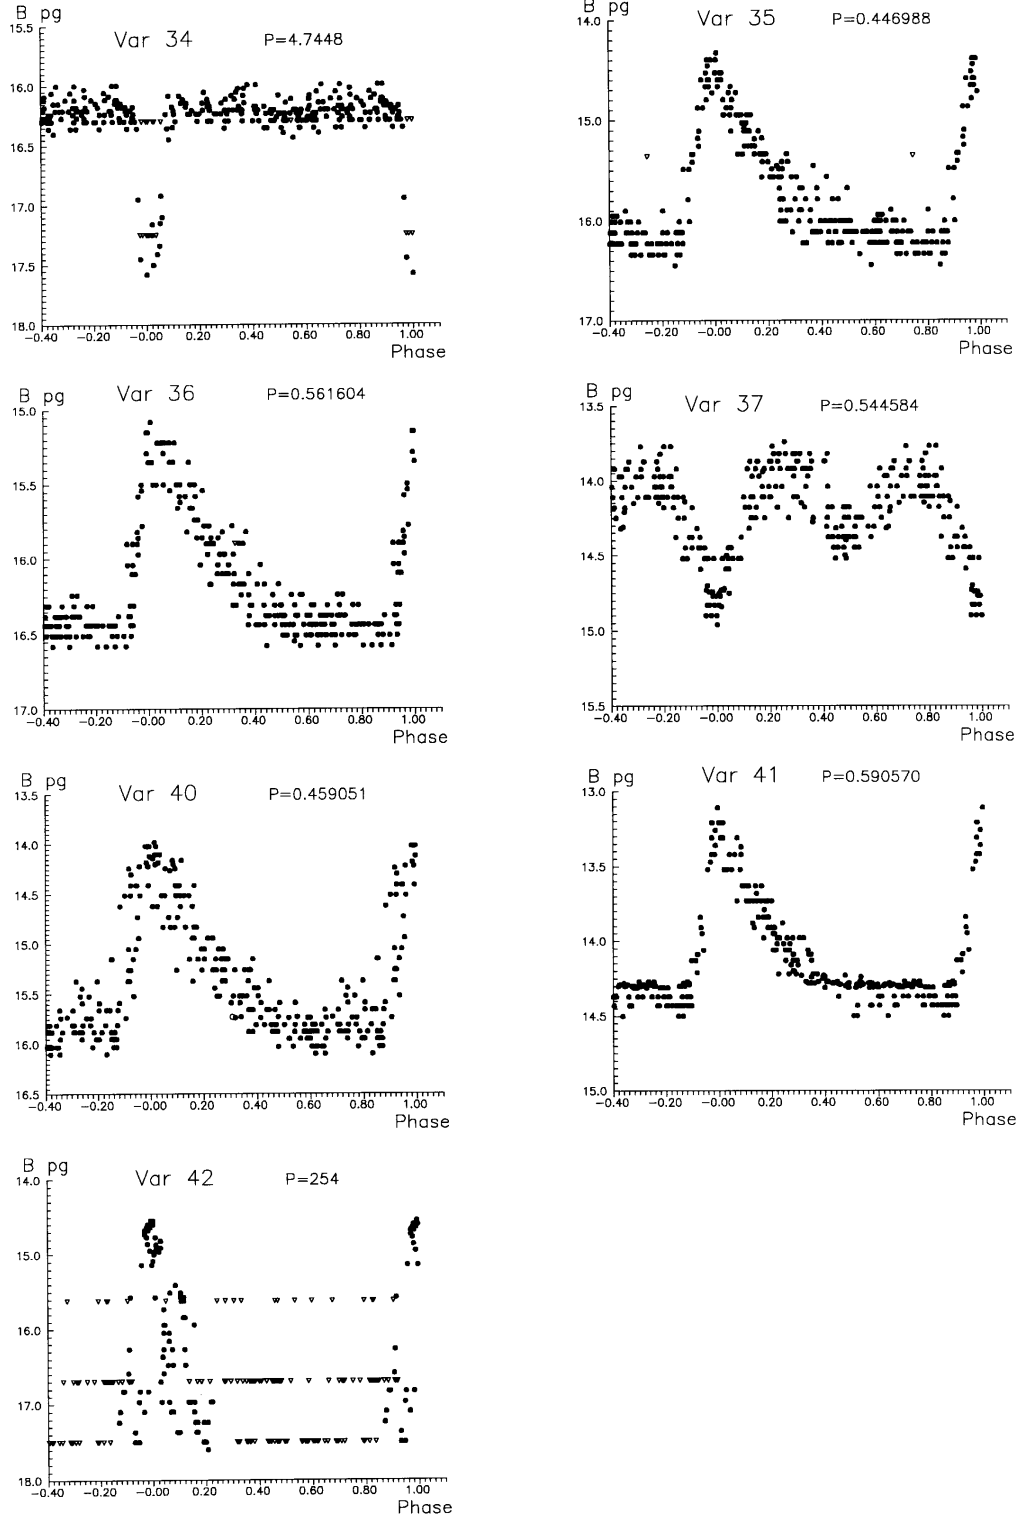 B pg
Var 34 P=4.7448
15.5
16.0
16.5
17.0
17.5
18.0
−0.40 −0.20 −0.00 0.20 0.40 0.60 0.80 1.00
Phase
B pg
Var 35 P=0.446988
14.0
15.0
16.0
17.0
−0.40 −0.20 −0.00 0.20 0.40 0.60 0.80 1.00
Phase
B pg
Var 36 P=0.561604
15.0
15.5
16.0
16.5
17.0
−0.40 −0.20 −0.00 0.20 0.40 0.60 0.80 1.00
Phase
B pg
Var 37 P=0.544584
13.5
14.0
14.5
15.0
15.5
−0.40 −0.20 −0.00 0.20 0.40 0.60 0.80 1.00
Phase
B pg
Var 40 P=0.459051
13.5
14.0
14.5
15.0
15.5
16.0
16.5
−0.40 −0.20 −0.00 0.20 0.40 0.60 0.80 1.00
Phase
B pg
Var 41 P=0.590570
13.0
13.5
14.0
14.5
15.0
−0.40 −0.20 −0.00 0.20 0.40 0.60 0.80 1.00
Phase
B pg
Var 42 P=254
14.0
15.0
16.0
17.0
18.0
−0.40 −0.20 −0.00 0.20 0.40 0.60 0.80 1.00
Phase